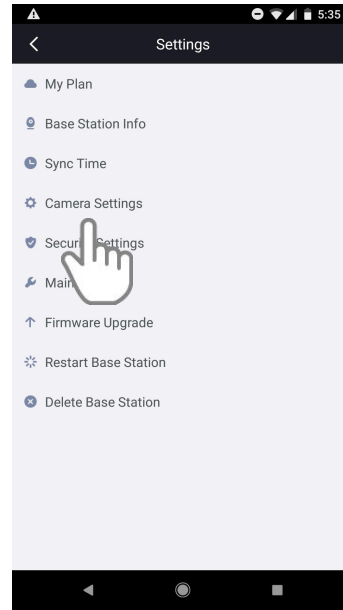 5:35
Settings
My Plan
Base Station Info
Sync Time
Camera Settings
Settings
Firmware Upgrade
Restart Base Station
Delete Base Station